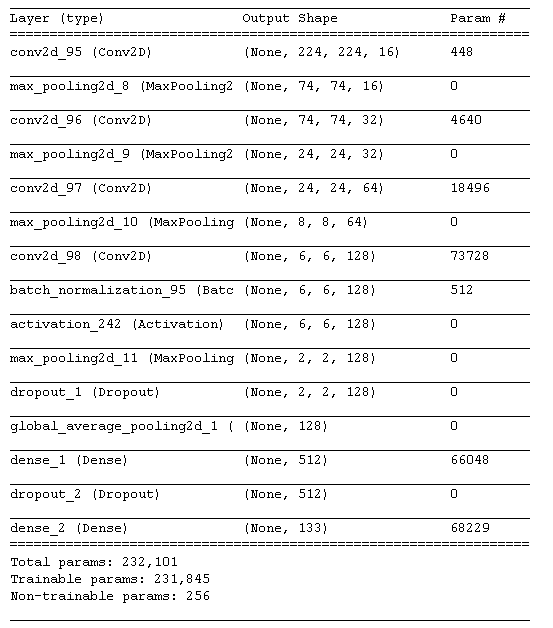 Layer (type) Output Shape Param #
=================================================================
conv2d_95 (Conv2D) (None, 224, 224, 16) 448
max_pooling2d_8 (MaxPooling2 (None, 74, 74, 16) 0
conv2d_96 (Conv2D) (None, 74, 74, 32) 4640
max_pooling2d_9 (MaxPooling2 (None, 24, 24, 32) 0
conv2d_97 (Conv2D) (None, 24, 24, 64) 18496
max_pooling2d_10 (MaxPooling (None, 8, 8, 64) 0
conv2d_98 (Conv2D) (None, 6, 6, 128) 73728
batch_normalization_95 (Batc (None, 6, 6, 128) 512
activation_242 (Activation) (None, 6, 6, 128) 0
max_pooling2d_11 (MaxPooling (None, 2, 2, 128) 0
dropout_1 (Dropout) (None, 2, 2, 128) 0
global_average_pooling2d_1 ( (None, 128) 0
dense_1 (Dense) (None, 512) 66048
dropout_2 (Dropout) (None, 512) 0
dense_2 (Dense) (None, 133) 68229
=================================================================
Total params: 232,101
Trainable params: 231,845
Non-trainable params: 256